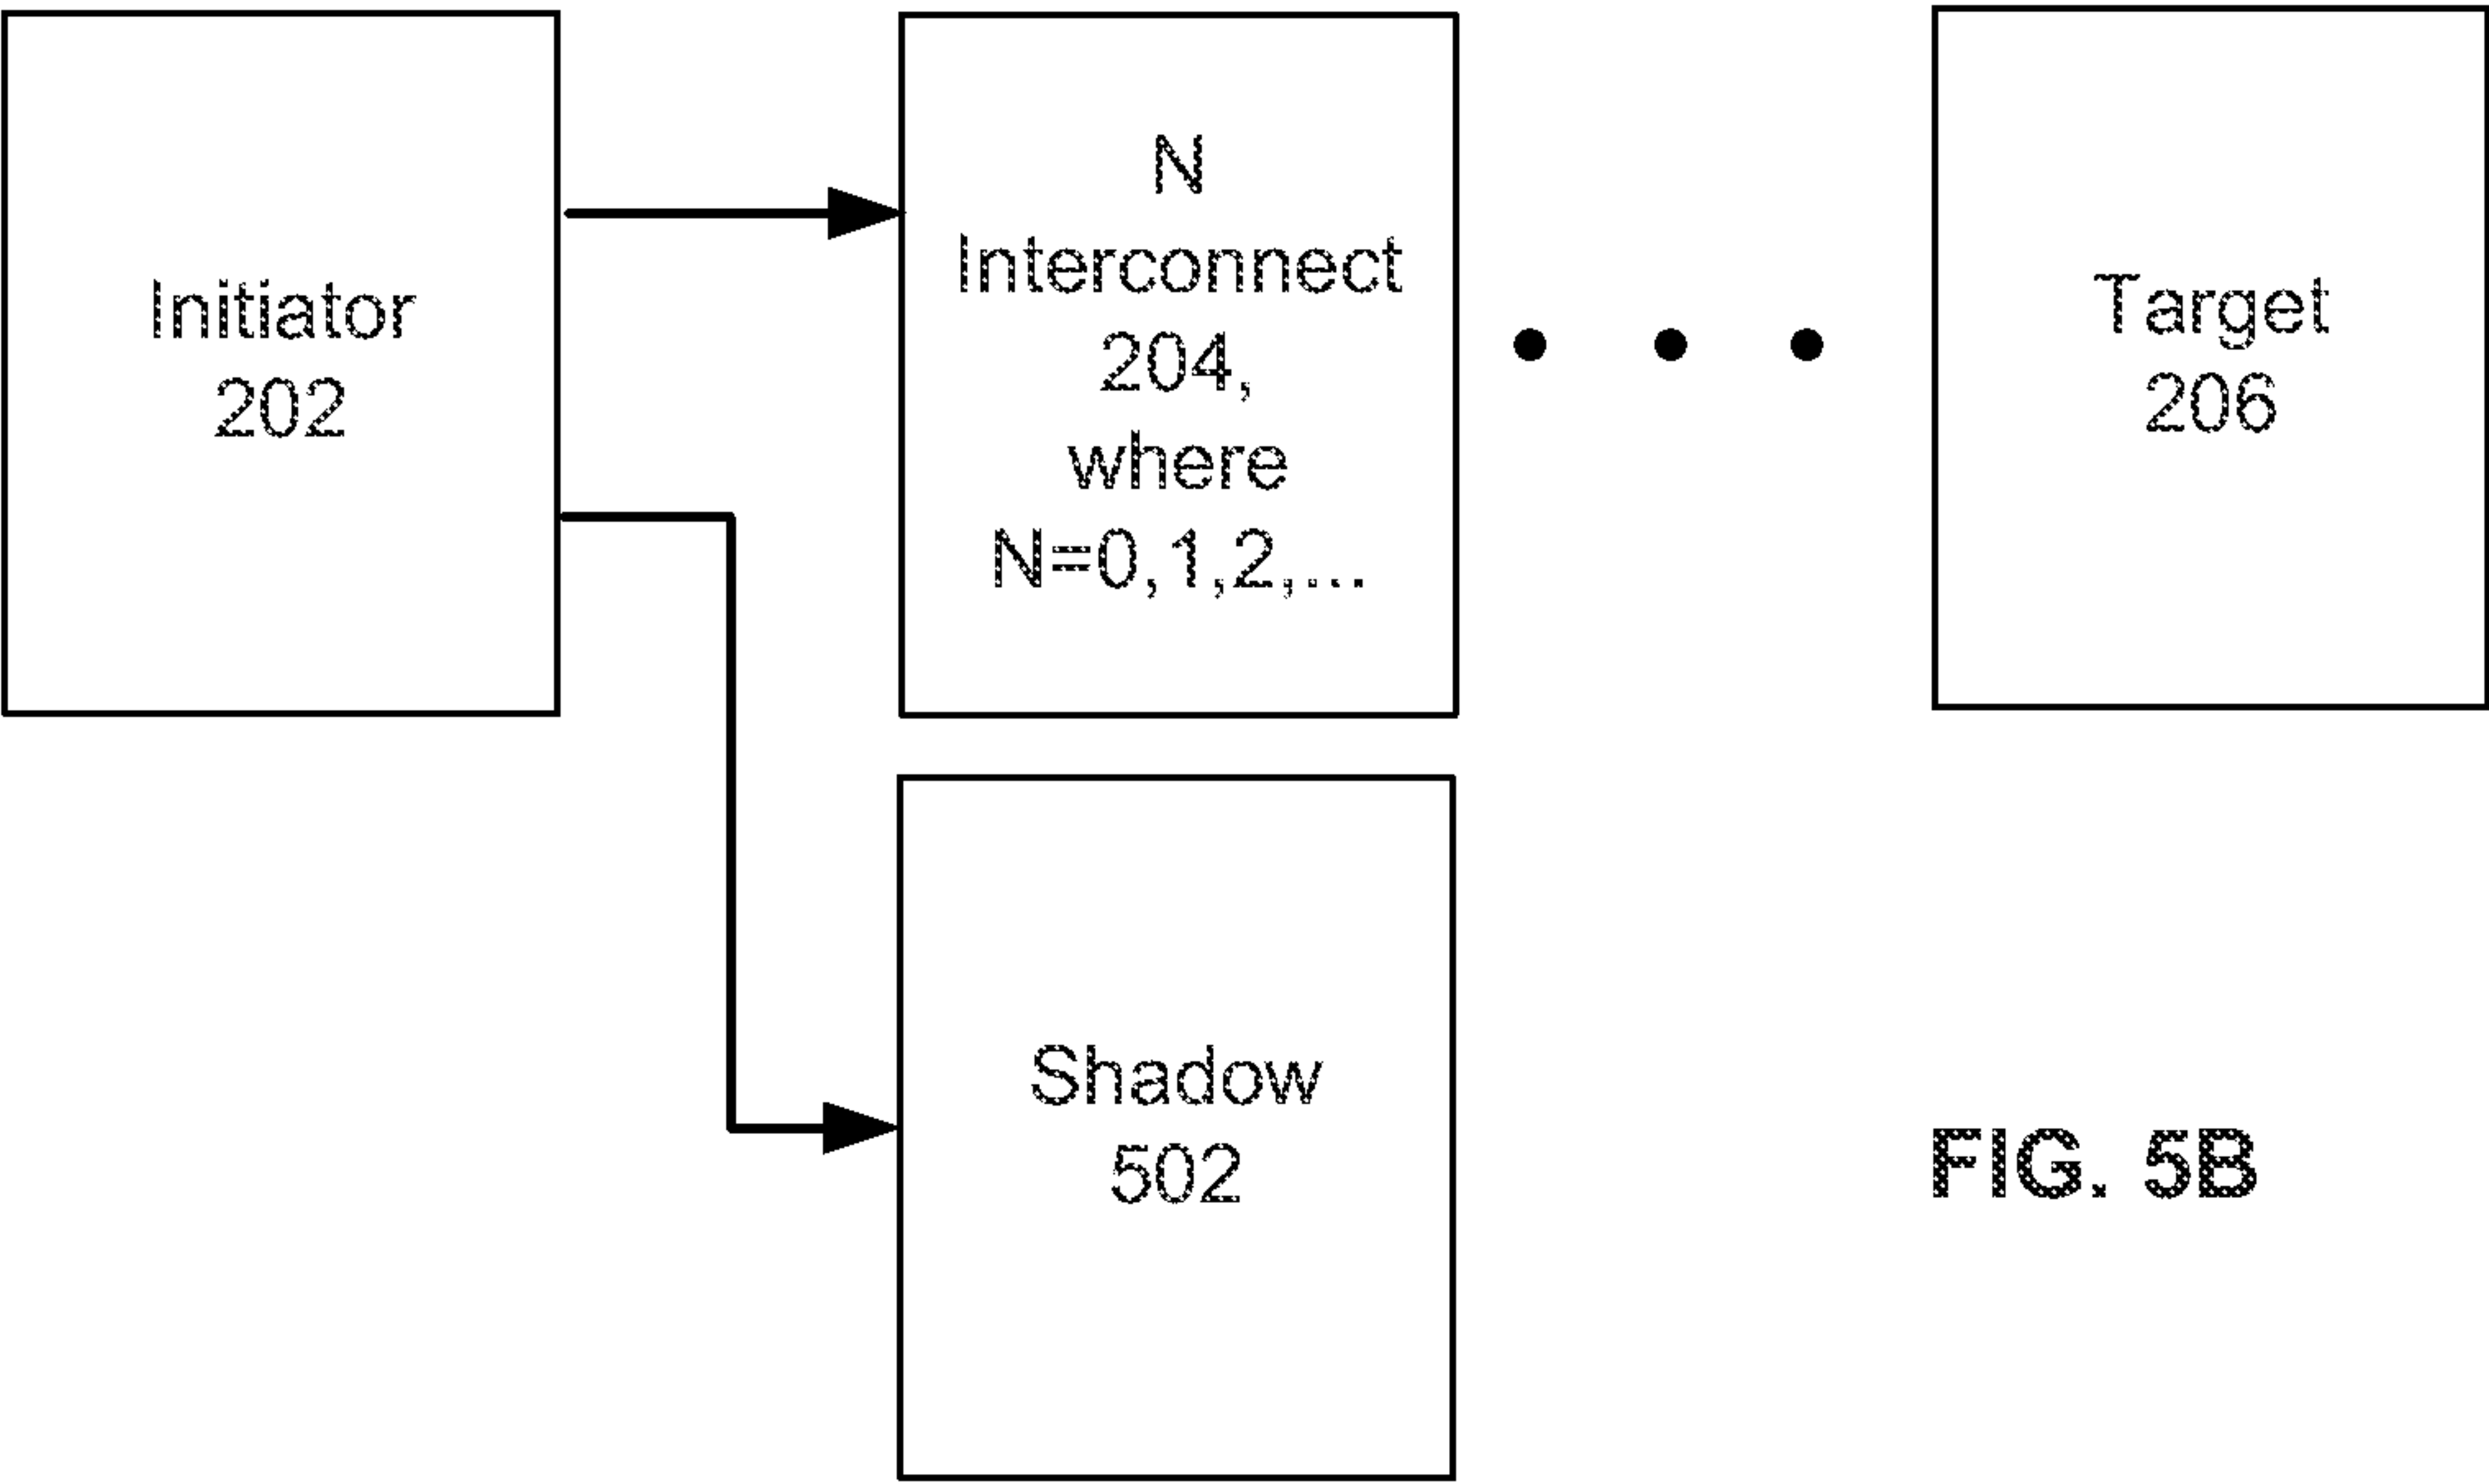 Initiator
202
N
Interconnect
204,
where
N=0,1,2,...
Target
206
Shadow
502
FIG. 5B